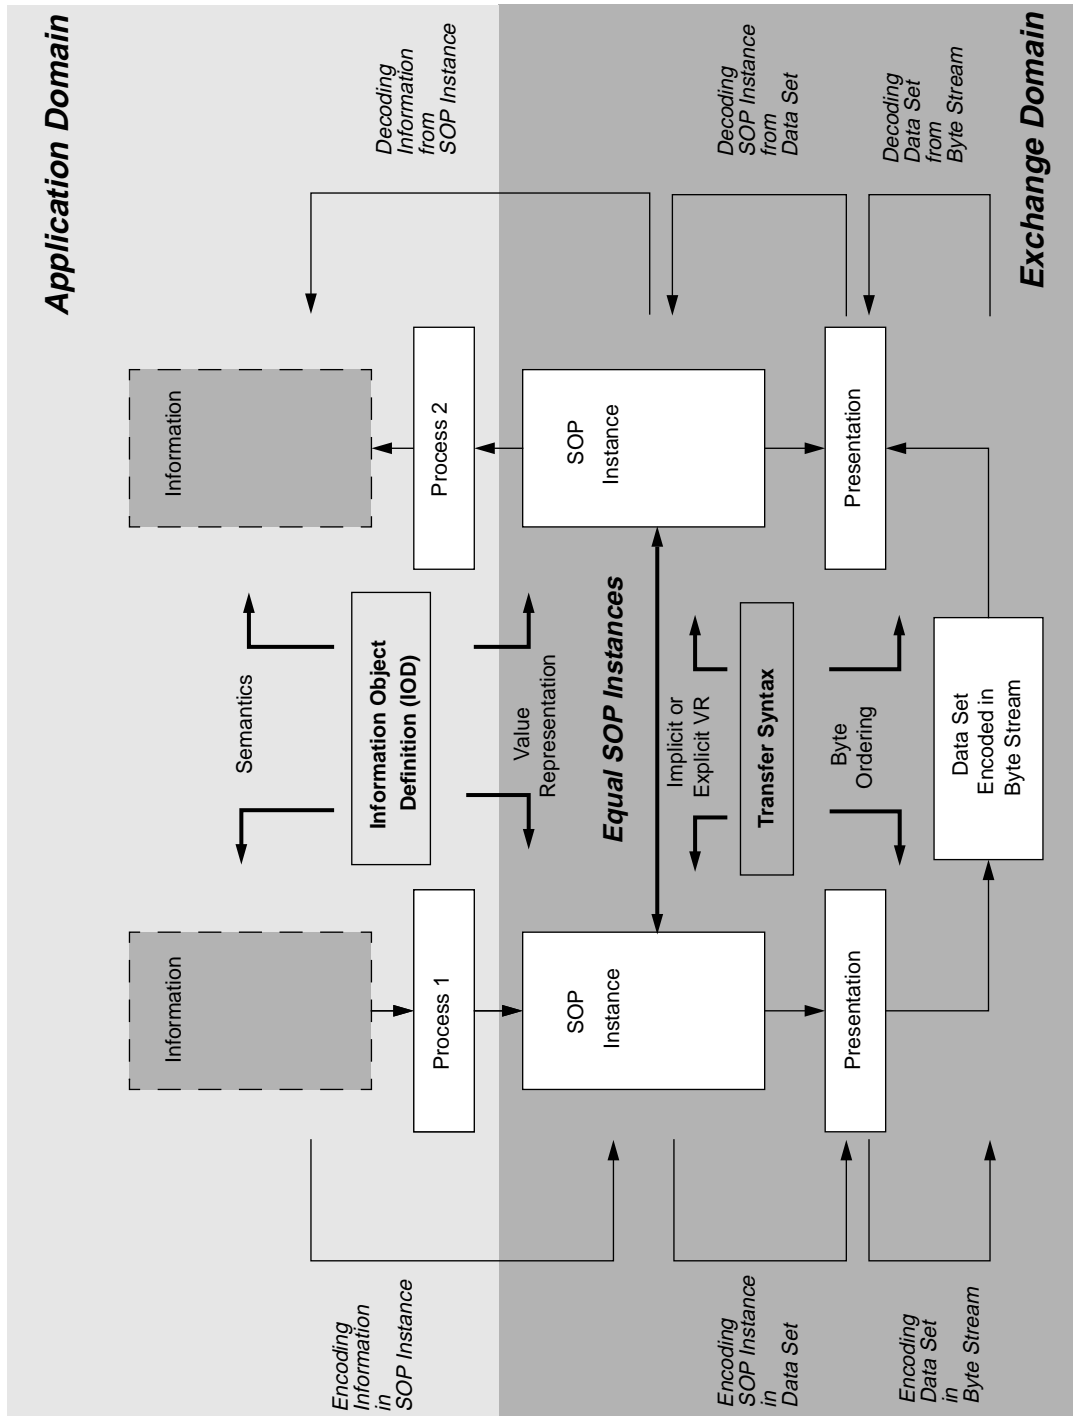 Application Domain
Encoding
Information
in
SOP Instance
Information
Process 1
Semantics
Information Object
Definition (IOD)
Value
Representation
Information
Process 2
Decoding
Information
from
SOP Instance
SOP
Instance
Equal SOP Instances
SOP
Instance
Encoding
SOP Instance
in
Data Set
Implicit or
Explicit VR
Transfer Syntax
Byte
Ordering
Decoding
SOP Instance
from
Data Set
Presentation
Presentation
Encoding
Data Set
in
Byte Stream
Data Set
Encoded in
Byte Stream
Decoding
Data Set
from
Byte Stream
Exchange Domain